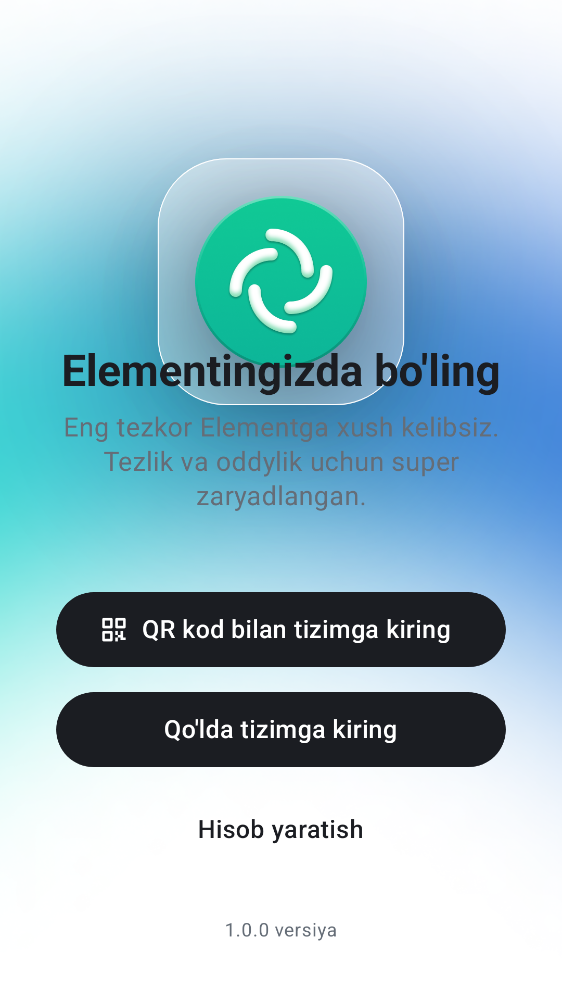 Elementingizda bo'ling
Eng tezkor Elementga xush kelibsiz.
Tezlik va oddylik uchun super
zaryadlangan.
QR kod bilan tizimga kiring
Qo'lda tizimga kiring
Hisob yaratish
1.0.0 versiya